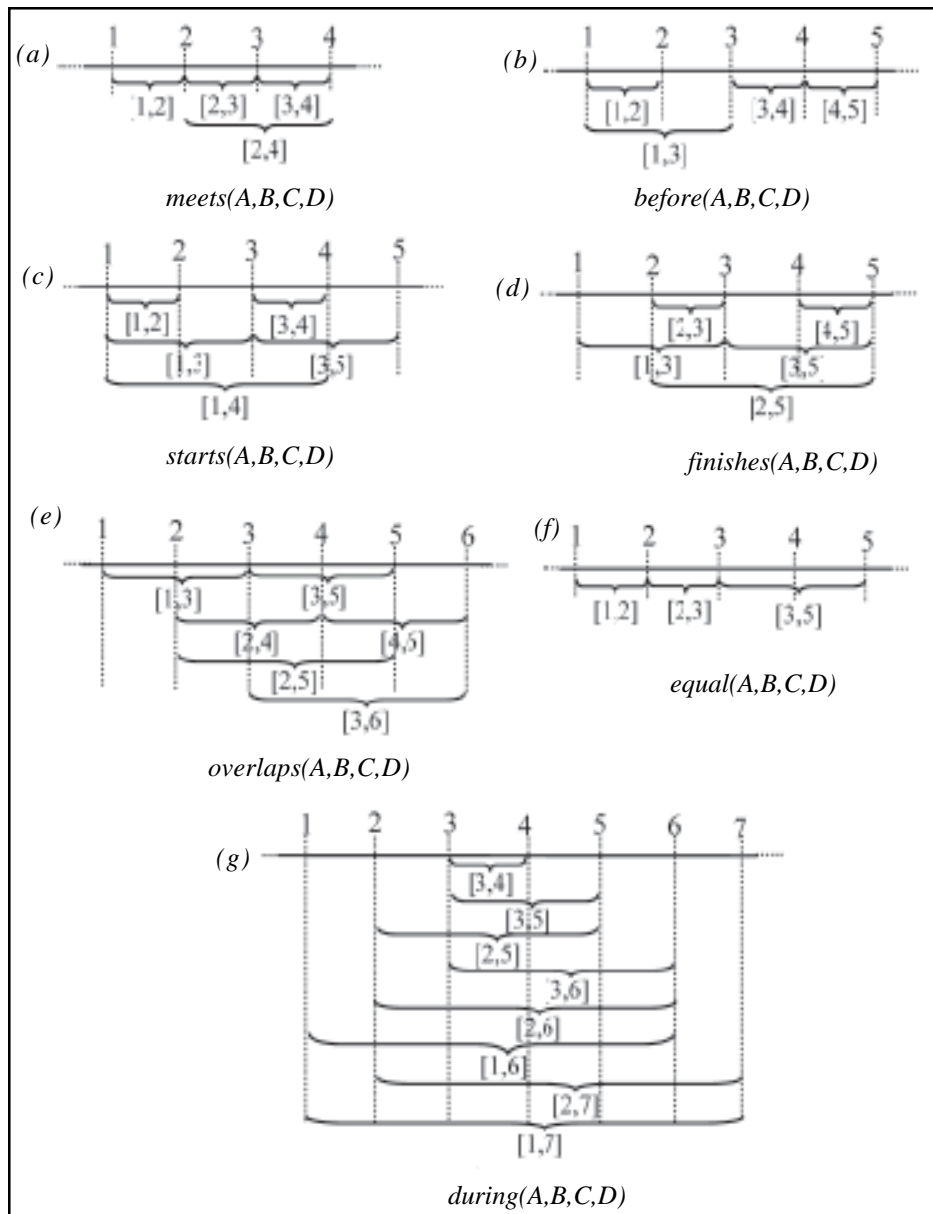 (a) 1 2 3 4
[1,2] [2,3] [3,4]
[2,4]
meets(A,B,C,D)
(b) 1 2 3 4 5
[1,2] [3,4] [4,5]
[1,3]
before(A,B,C,D)
(c) 1 2 3 4 5
[1,2] [3,4]
[1,3] [3,5]
[1,4]
starts(A,B,C,D)
(d) 1 2 3 4 5
[2,3] [4,5]
[1,3] [3,5]
[2,5]
finishes(A,B,C,D)
(e) 1 2 3 4 5 6
[1,3] [3,5]
[2,4]
[2,5]
[3,6]
overlaps(A,B,C,D)
(f) 1 2 3 4 5
[1,2] [2,3] [3,5]
equal(A,B,C,D)
1 2 3 4 5 6 7
(g)
[3,4]
[3,5]
[2,5]
[3,6]
[2,6]
[1,6]
[2,7]
[1,7]
during(A,B,C,D)